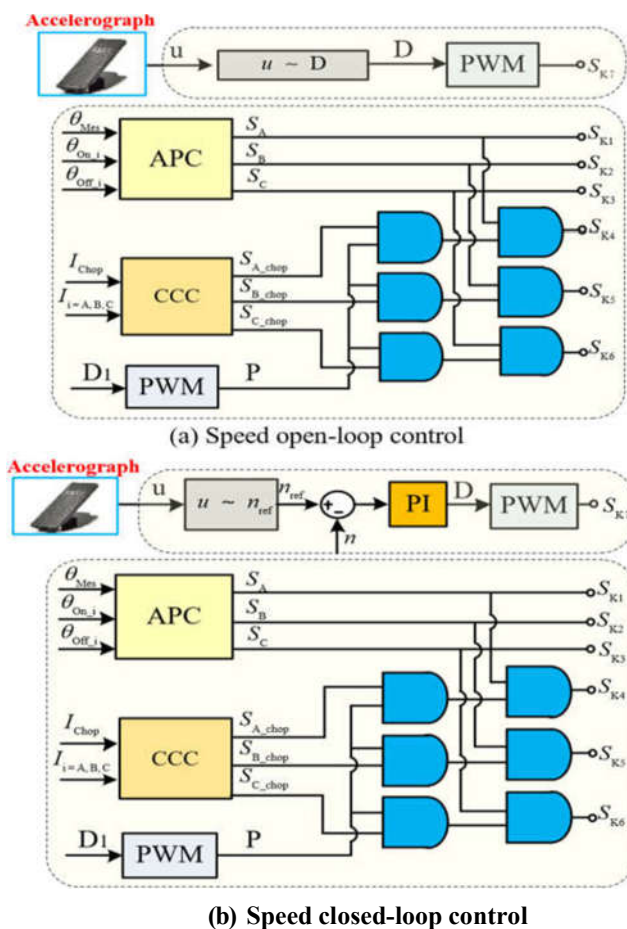 Accelerograph
u
u ~ D
D
PWM
S_K7
θ_Mes
θ_On_i
θ_Off_i
APC
S_A
S_B
S_C
S_K1
S_K2
S_K3
S_K4
S_K5
S_K6
I_Chop
I_i=A,B,C
CCC
S_A_chop
S_B_chop
S_C_chop
D1
PWM
P
(a) Speed open-loop control
Accelerograph
u
u ~ n_ref
n_ref
+
−
n
PI
D
PWM
θ_Mes
θ_On_i
θ_Off_i
APC
S_A
S_B
S_C
S_K1
S_K2
S_K3
S_K4
S_K5
S_K6
I_Chop
I_i=A,B,C
CCC
S_A_chop
S_B_chop
S_C_chop
D1
PWM
P
(b) Speed closed-loop control